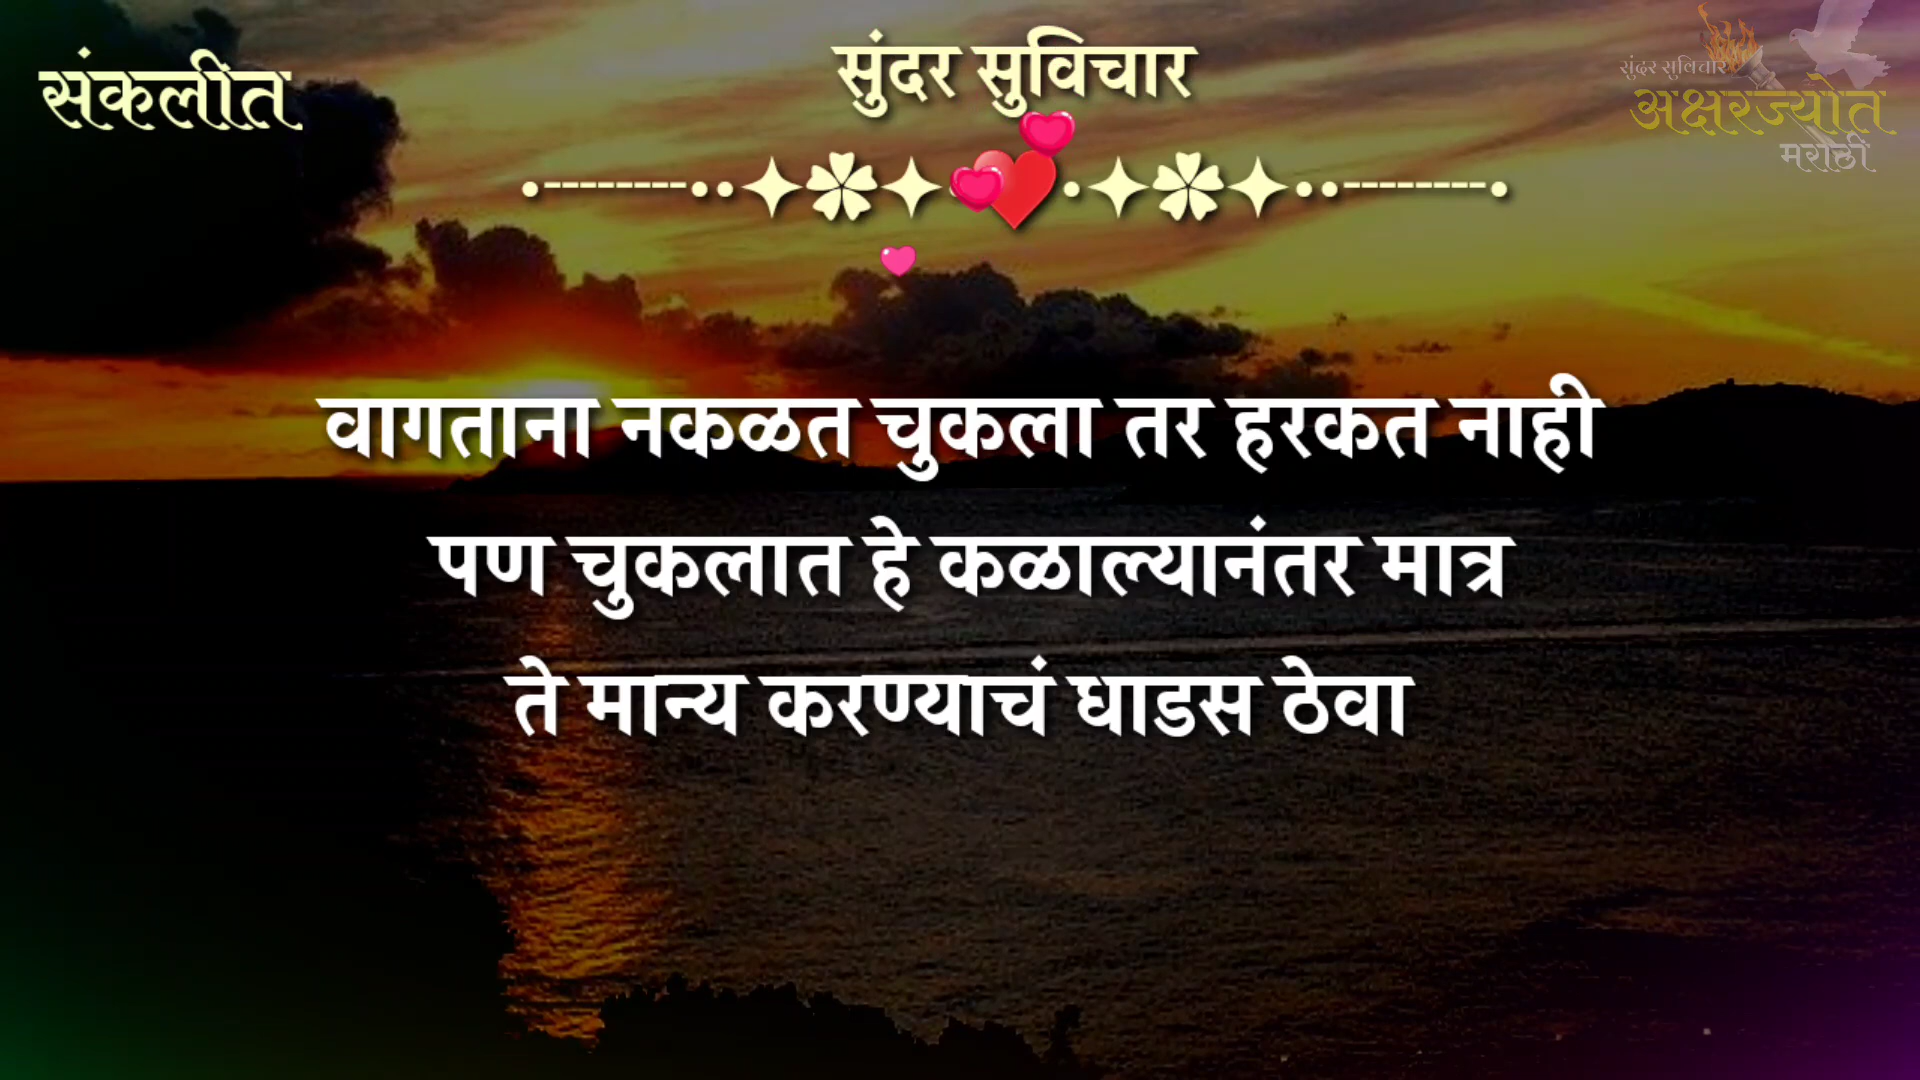 संकलीत
सुंदर सुविचार
वागताना नकळत चुकला तर हरकत नाही
पण चुकलात हे कळाल्यानंतर मात्र
ते मान्य करण्याचं धाडस ठेवा
सुंदर सुविचार
अक्षरज्योत
मराठी